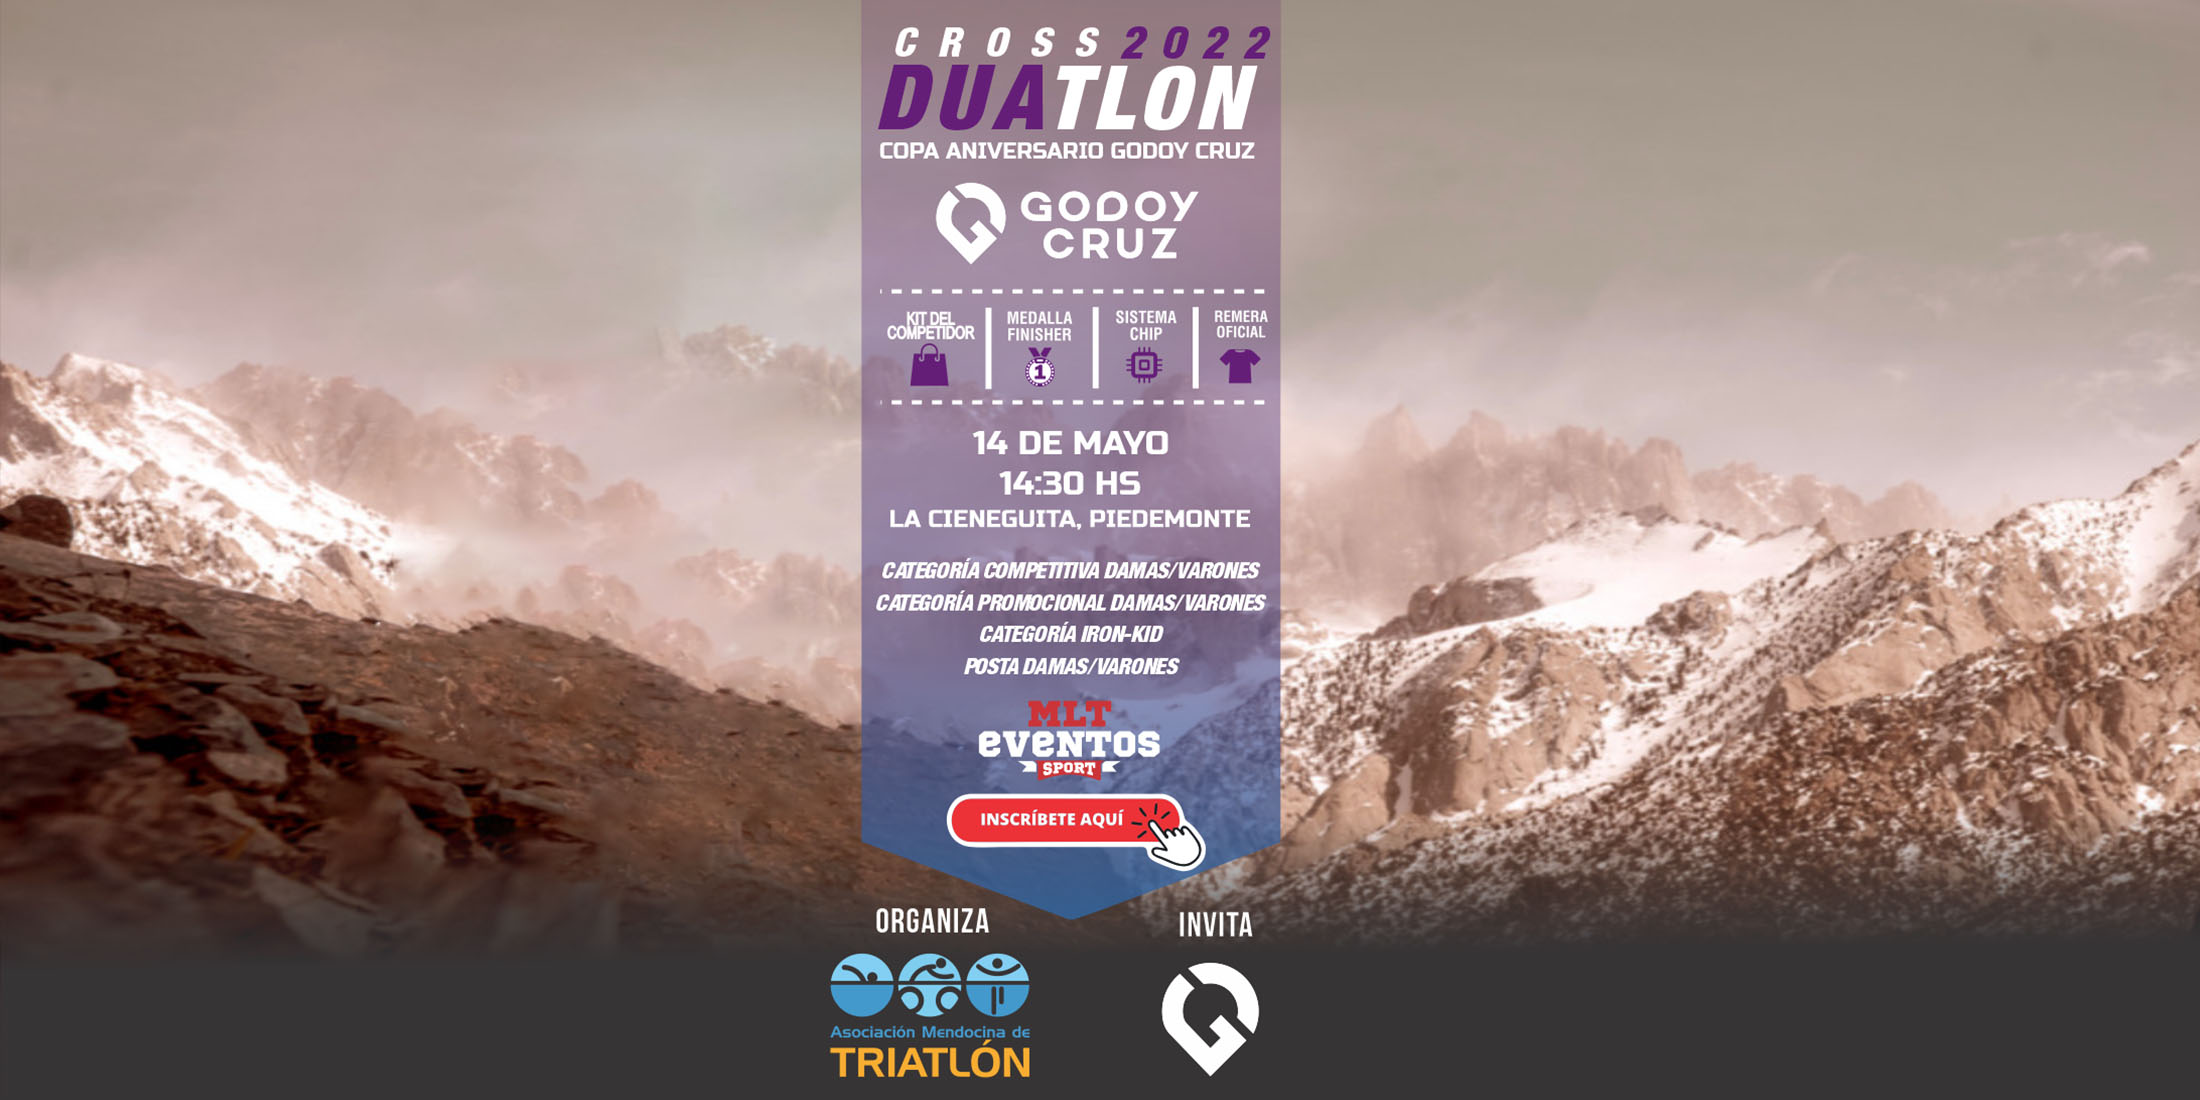 CROSS 2022
DUATLON
COPA ANIVERSARIO GODOY CRUZ
GODOY
CRUZ
KIT DEL
COMPETIDOR
MEDALLA
FINISHER
1
SISTEMA
CHIP
REMERA
OFICIAL
14 DE MAYO
14:30 HS
LA CIENEGUITA, PIEDEMONTE
CATEGORÍA COMPETITIVA DAMAS/VARONES
CATEGORÍA PROMOCIONAL DAMAS/VARONES
CATEGORÍA IRON-KID
POSTA DAMAS/VARONES
MLT
eventos
SPORT
INSCRÍBETE AQUÍ
ORGANIZA
INVITA
Asociación Mendocina de
TRIATLÓN